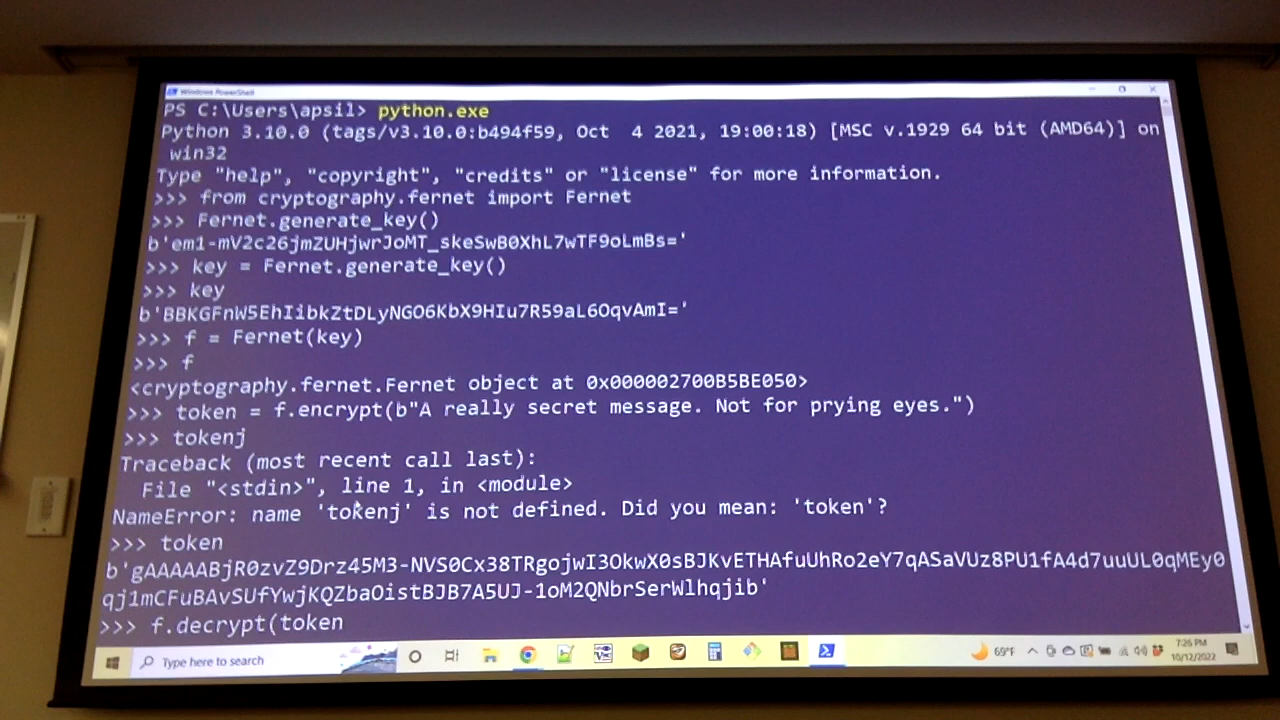 Windows PowerShell
PS C:\Users\apsil> python.exe
Python 3.10.0 (tags/v3.10.0:b494f59, Oct  4 2021, 19:00:18) [MSC v.1929 64 bit (AMD64)] on
win32
Type "help", "copyright", "credits" or "license" for more information.
>>> from cryptography.fernet import Fernet
>>> Fernet.generate_key()
b'em1-mV2c26jmZUHjwrJoMT_skeSwB0XhL7wTF9oLmBs='
>>> key = Fernet.generate_key()
>>> key
b'BBKGFnW5EhIibkZtDLyNGO6KbX9HIu7R59aL6OqvAmI='
>>> f = Fernet(key)
>>> f
<cryptography.fernet.Fernet object at 0x000002700B5BE050>
>>> token = f.encrypt(b"A really secret message. Not for prying eyes.")
>>> tokenj
Traceback (most recent call last):
  File "<stdin>", line 1, in <module>
NameError: name 'tokenj' is not defined. Did you mean: 'token'?
>>> token
b'gAAAAABjR0zvZ9Drz45M3-NVS0Cx38TRgojwI3OkwX0sBJKvETHAfuUhRo2eY7qASaVUz8PU1fA4d7uuUL0qMEy0
qj1mCFuBAvSUfYwjKQZbaOistBJB7A5UJ-1oM2QNbrSerWlhqjib'
>>> f.decrypt(token
Type here to search
69°F
7:26 PM
10/12/2022